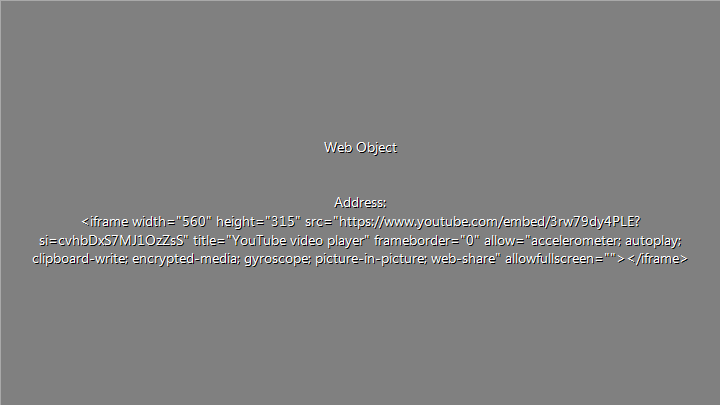 Web Object
Address:
<iframe width="560" height="315" src="https://www.youtube.com/embed/3rw79dy4PLE?
si=cvhbDxS7MJ1OzZsS" title="YouTube video player" frameborder="0" allow="accelerometer; autoplay;
clipboard-write; encrypted-media; gyroscope; picture-in-picture; web-share" allowfullscreen=""></iframe>